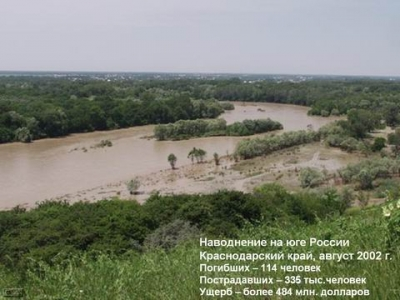 Наводнение на юге России
Краснодарский край, август 2002 г.
Погибших – 114 человек
Пострадавших – 335 тыс.человек
Ущерб – более 484 млн. долларов